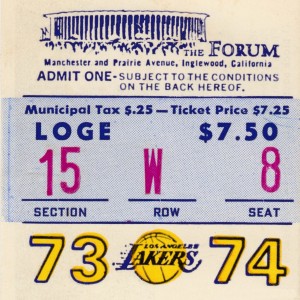 THE FORUM
Manchester and Prairie Avenue, Inglewood, California
ADMIT ONE - SUBJECT TO THE CONDITIONS
ON THE BACK HEREOF.
Municipal Tax $.25 — Ticket Price $7.25
LOGE $7.50
15 W 8
SECTION ROW SEAT
73 LOS ANGELES LAKERS 74